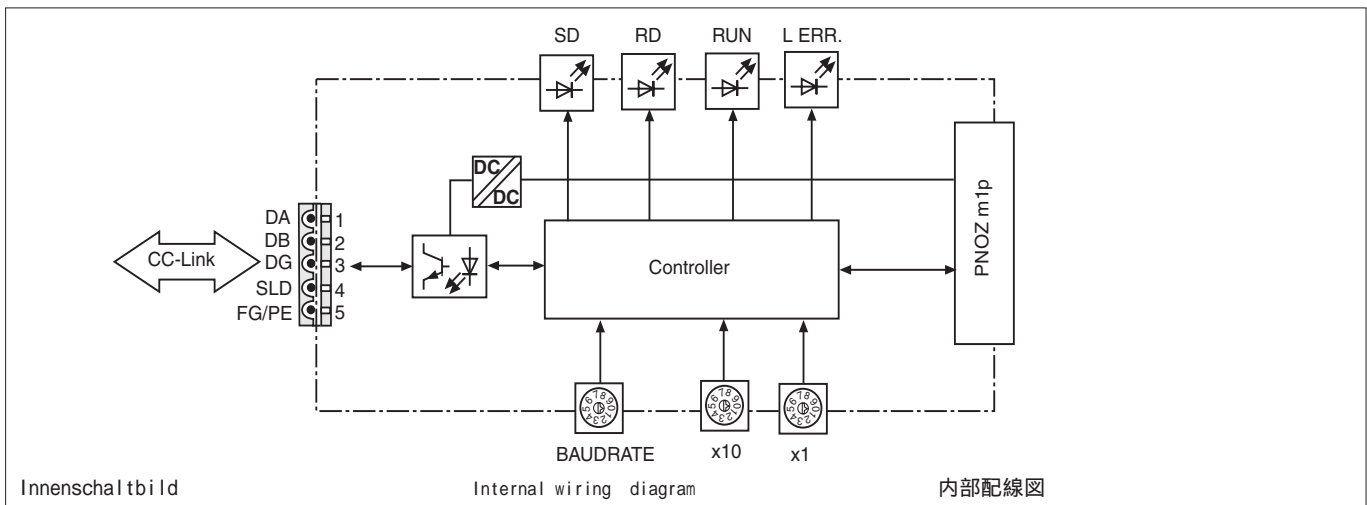 SD RD RUN L ERR.
DC
DC
DA 1
DB 2
DG 3
SLD 4
FG/PE 5
CC-Link
Controller
PNOZ m1p
BAUDRATE x10 x1
Innenschaltbild Internal wiring diagram 内部配線図